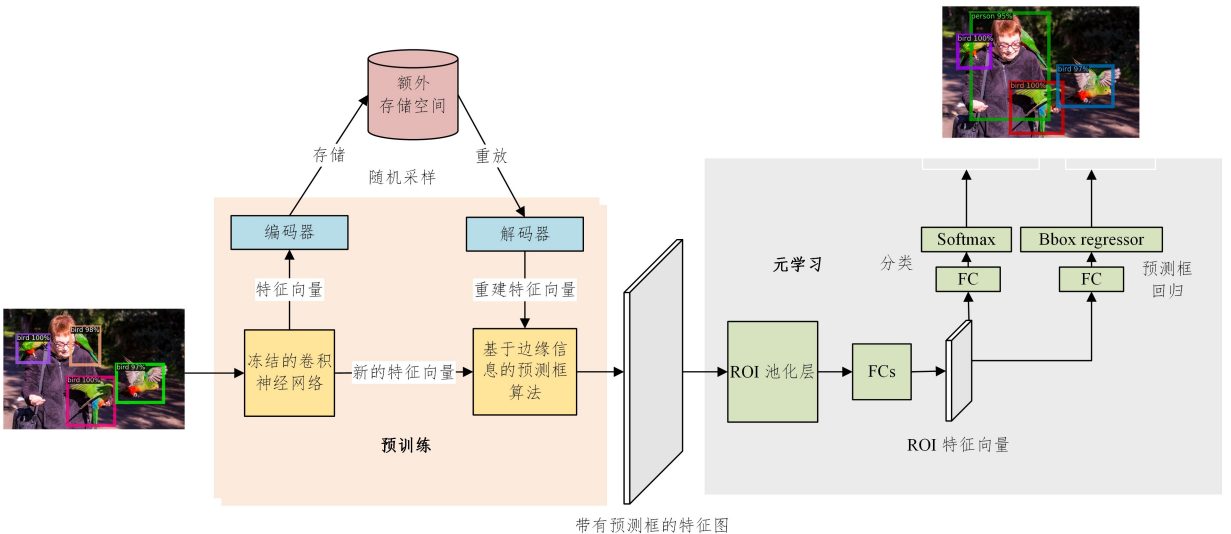 person 95%
bird 100%
bird 97%
bird 100%
额外
存储空间
存储
重放
随机采样
编码器
解码器
特征向量
重建特征向量
bird 98%
bird 100%
bird 97%
bird 100%
冻结的卷积
神经网络
新的特征向量
基于边缘信
息的预测框
算法
预训练
带有预测框的特征图
元学习
分类
Softmax
Bbox regressor
FC
FC
预测框
回归
ROI 池化层
FCs
ROI 特征向量